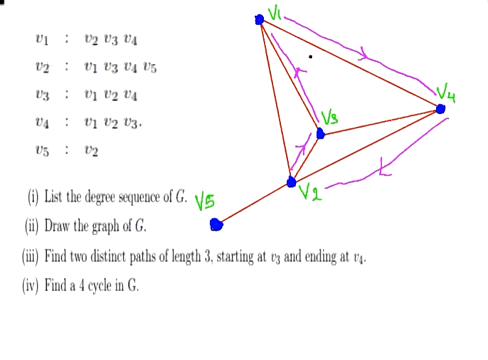 v1 : v2 v3 v4
v2 : v1 v3 v4 v5
v3 : v1 v2 v4
v4 : v1 v2 v3.
v5 : v2
V1
V4
V3
V2
V5
(i) List the degree sequence of G.
(ii) Draw the graph of G.
(iii) Find two distinct paths of length 3, starting at v3 and ending at v4.
(iv) Find a 4 cycle in G.